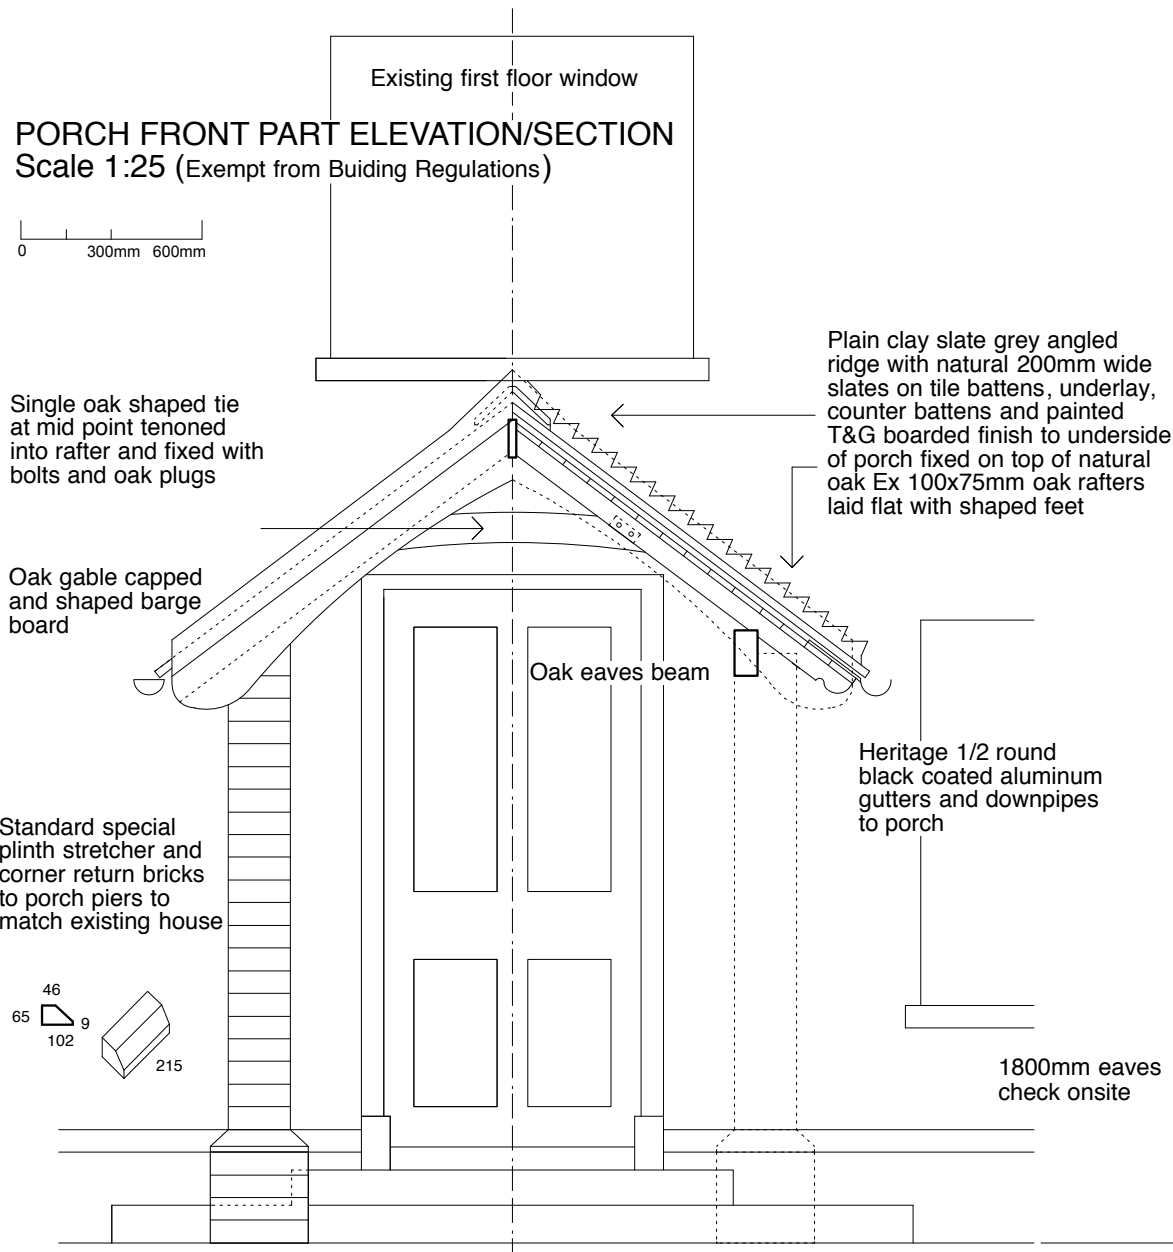 Existing first floor window
PORCH FRONT PART ELEVATION/SECTION
Scale 1:25 (Exempt from Buiding Regulations)
0 300mm 600mm
Single oak shaped tie
at mid point tenoned
into rafter and fixed with
bolts and oak plugs
Plain clay slate grey angled
ridge with natural 200mm wide
slates on tile battens, underlay,
counter battens and painted
T&G boarded finish to underside
of porch fixed on top of natural
oak Ex 100x75mm oak rafters
laid flat with shaped feet
Oak gable capped
and shaped barge
board
Oak eaves beam
Heritage 1/2 round
black coated aluminum
gutters and downpipes
to porch
Standard special
plinth stretcher and
corner return bricks
to porch piers to
match existing house
46
65
9
102
215
1800mm eaves
check onsite